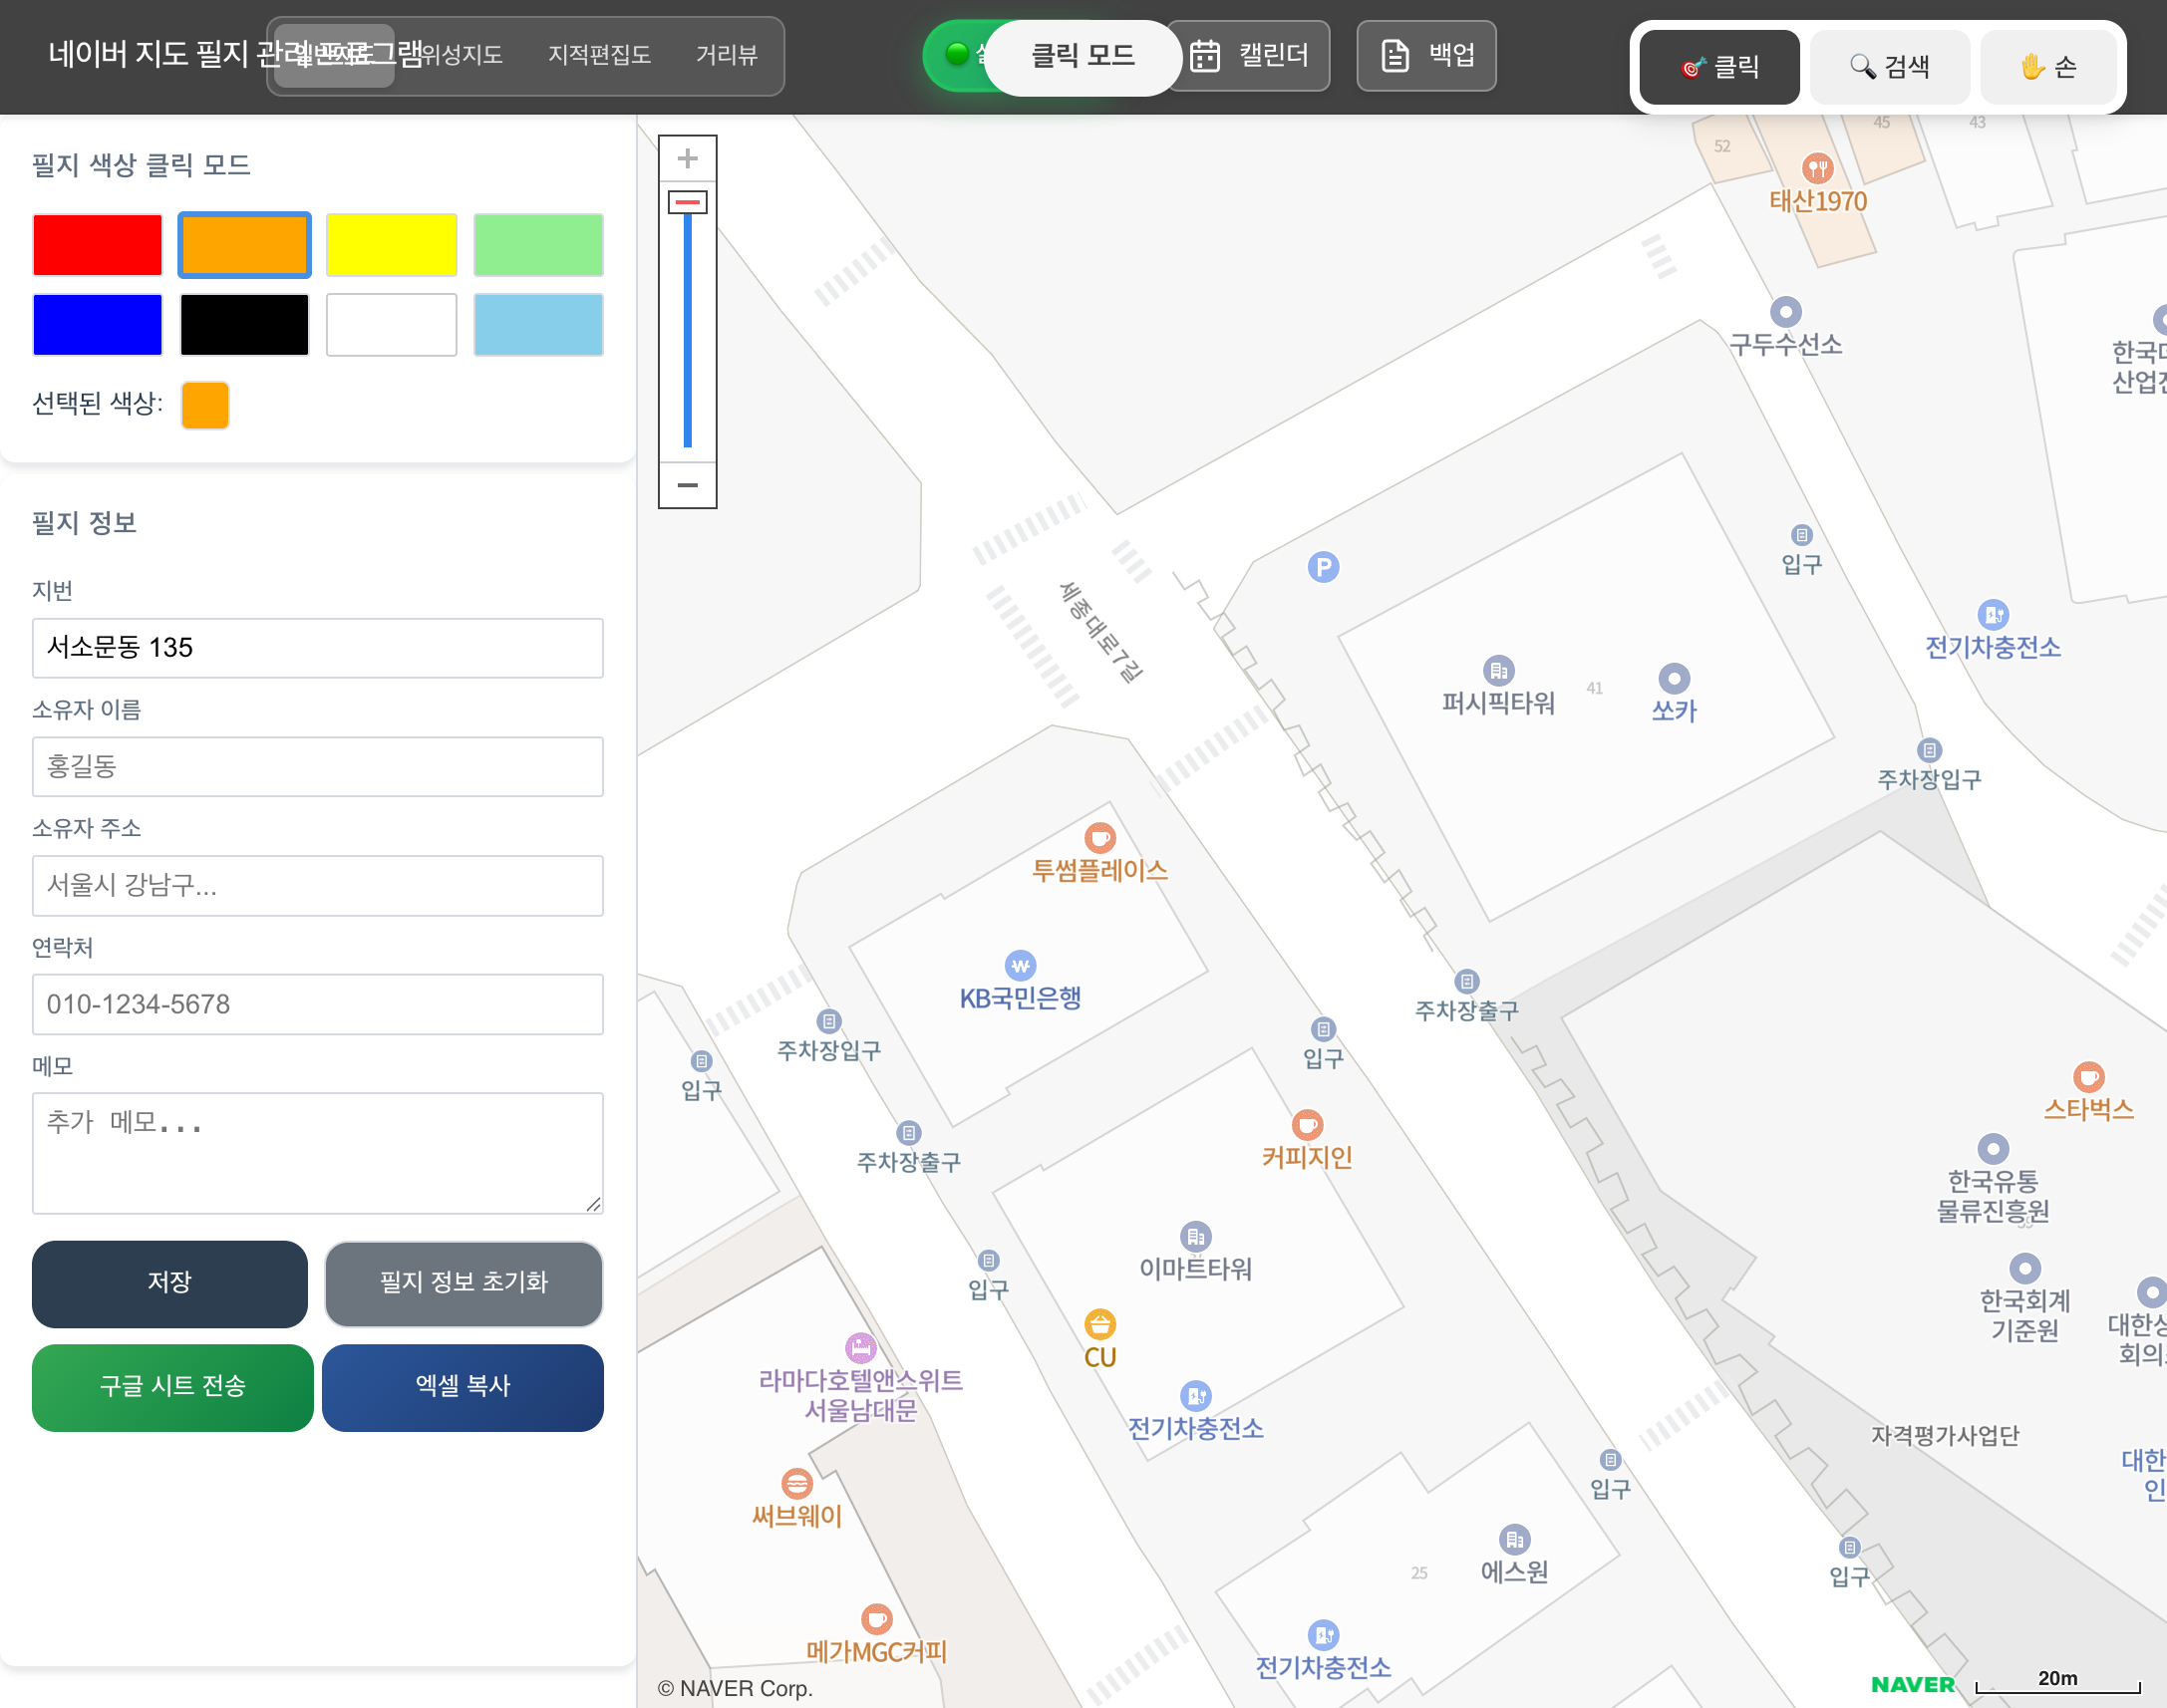 네이버 지도 필지 관리 프로그램
일반지도
위성지도
지적편집도
거리뷰
클릭 모드
캘린더
백업
🎯 클릭
🔍 검색
✋ 손
필지 색상 클릭 모드
선택된 색상:
필지 정보
지번
서소문동 135
소유자 이름
홍길동
소유자 주소
서울시 강남구...
연락처
010-1234-5678
메모
추가 메모...
저장
필지 정보 초기화
구글 시트 전송
엑셀 복사
52
45
43
태산1970
구두수선소
한국
산업
P
입구
세종대로7길
전기차충전소
퍼시픽타워
41
쏘카
주차장입구
투썸플레이스
KB국민은행
주차장출구
주차장입구
입구
입구
스타벅스
커피지인
주차장출구
한국유통
물류진흥원
이마트타워
입구
한국회계
기준원
대한상
회의
CU
라마다호텔앤스위트
서울남대문
전기차충전소
자격평가사업단
대한
인
입구
써브웨이
에스원
25
입구
메가MGC커피
전기차충전소
© NAVER Corp.
NAVER
20m